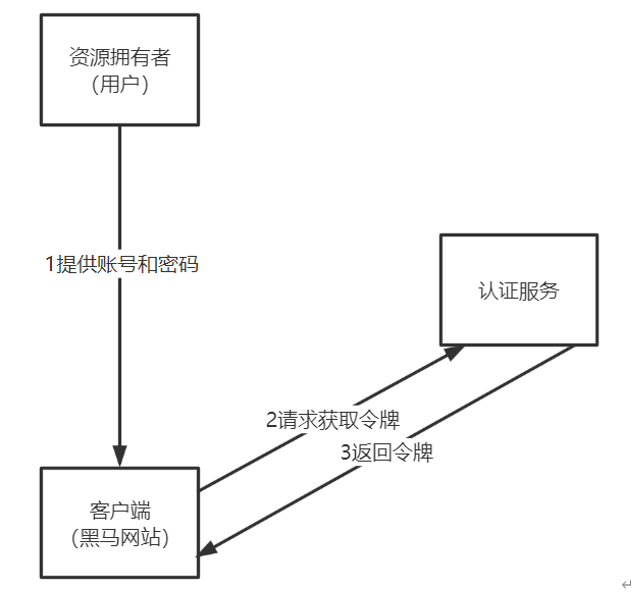 资源拥有者
（用户）
1提供账号和密码
认证服务
2请求获取令牌
3返回令牌
客户端
（黑马网站）